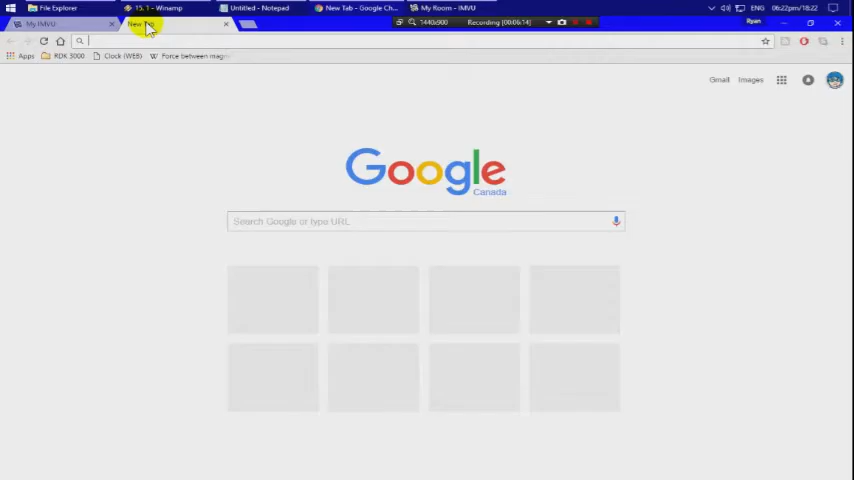 File Explorer 15. 1 - Winamp Untitled - Notepad New Tab - Google Ch... My Room - IMVU ENG 06:22pm/18:22
My IMVU New Tab 1440x900 Recording [00:06:14] Ryan
Apps RDK 3000 Clock (WEB) Force between magn
Gmail Images
Google
Canada
Search Google or type URL